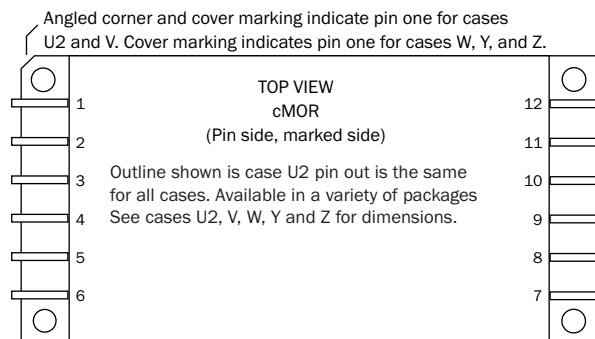 Angled corner and cover marking indicate pin one for cases
U2 and V. Cover marking indicates pin one for cases W, Y, and Z.
TOP VIEW
cMOR
(Pin side, marked side)
Outline shown is case U2 pin out is the same
for all cases. Available in a variety of packages
See cases U2, V, W, Y and Z for dimensions.
1
2
3
4
5
6
12
11
10
9
8
7